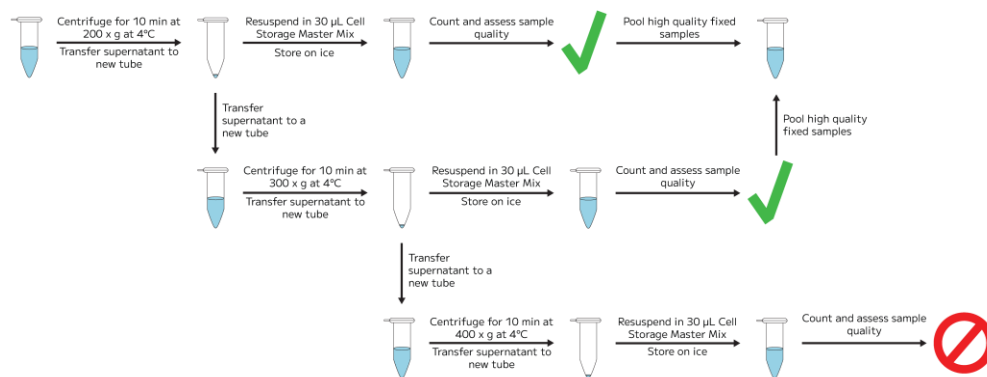 Centrifuge for 10 min at
200 x g at 4°C
Transfer supernatant to
new tube
Resuspend in 30 µL Cell
Storage Master Mix
Store on ice
Count and assess sample
quality
Pool high quality fixed
samples
Transfer
supernatant to a
new tube
Pool high quality
fixed samples
Centrifuge for 10 min at
300 x g at 4°C
Transfer supernatant to
new tube
Resuspend in 30 µL Cell
Storage Master Mix
Store on ice
Count and assess sample
quality
Transfer
supernatant to a
new tube
Centrifuge for 10 min at
400 x g at 4°C
Transfer supernatant to
new tube
Resuspend in 30 µL Cell
Storage Master Mix
Store on ice
Count and assess sample
quality